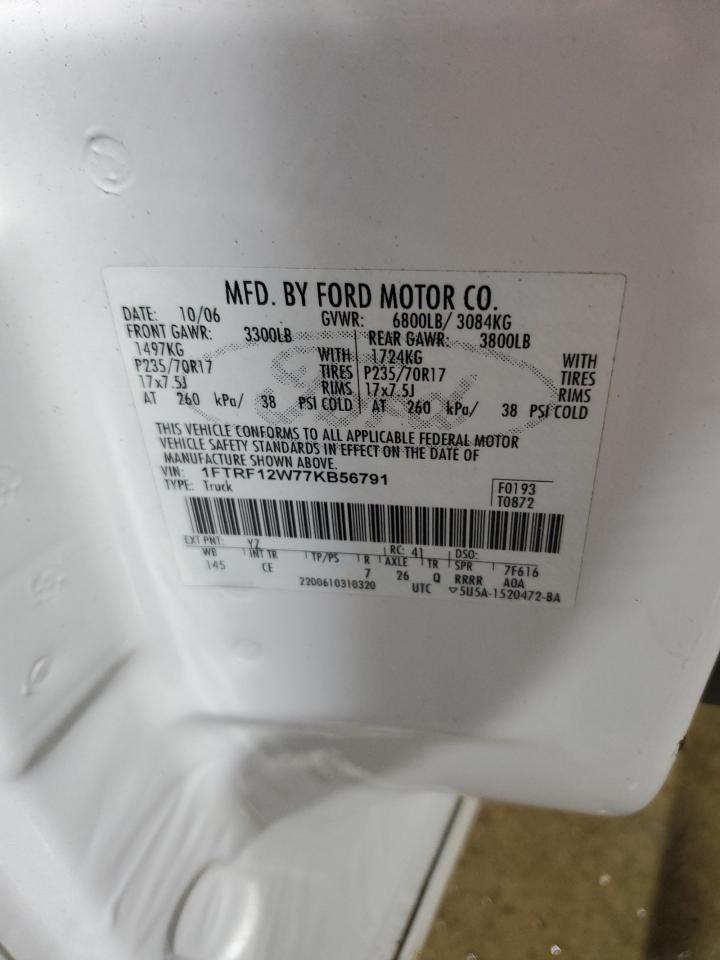 MFD. BY FORD MOTOR CO.
DATE: 10/06 GVWR: 6800LB/ 3084KG
FRONT GAWR: 3300LB REAR GAWR: 3800LB
1497KG WITH 1724KG WITH
P235/70R17 TIRES P235/70R17 TIRES
17x7.5J RIMS 17x7.5J RIMS
AT 260 kPa/ 38 PSI COLD AT 260 kPa/ 38 PSI COLD
THIS VEHICLE CONFORMS TO ALL APPLICABLE FEDERAL MOTOR
VEHICLE SAFETY STANDARDS IN EFFECT ON THE DATE OF
MANUFACTURE SHOWN ABOVE.
VIN: 1FTRF12W77KB56791
TYPE: Truck
F0193
T0872
EXT PNT: YZ RC: 41 DSO:
WB INT TR TP/PS R AXLE TR SPR 7F616
145 CE 7 26 Q RRRR A0A
2200610310320 UTC ▽5U5A-1520472-BA